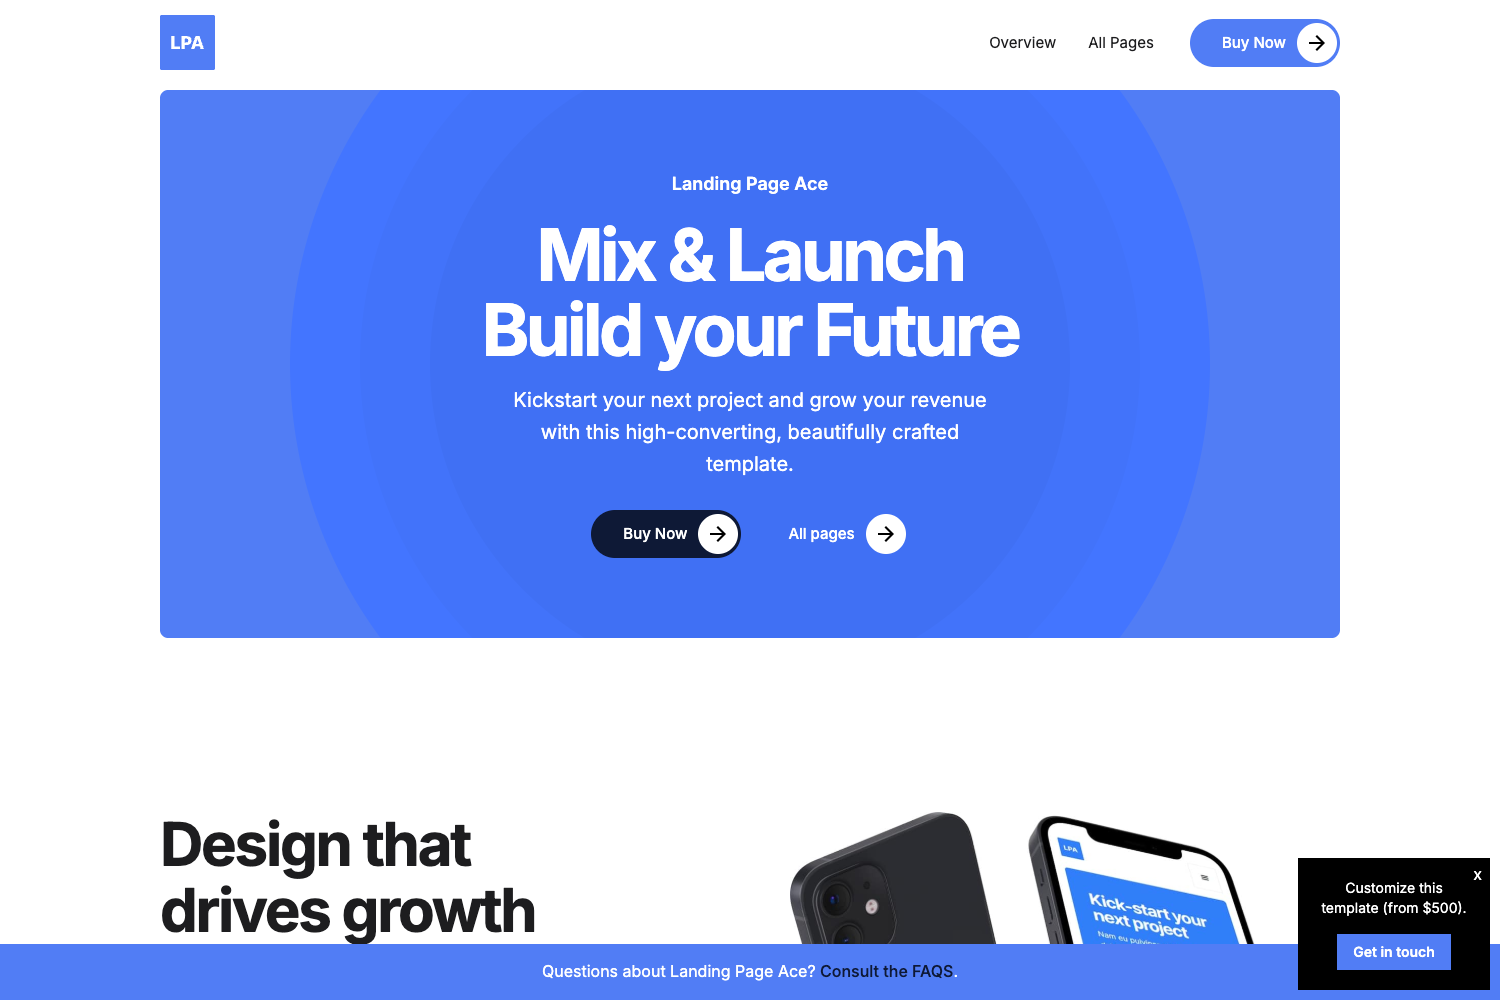 LPA
Overview
All Pages
Buy Now
Landing Page Ace
Mix & Launch
Build your Future
Kickstart your next project and grow your revenue
with this high-converting, beautifully crafted
template.
Buy Now
All pages
Design that
drives growth
LPA
Kick-start your
next project
Nam eu pulvin
X
Customize this
template (from $500).
Get in touch
Questions about Landing Page Ace? Consult the FAQS.